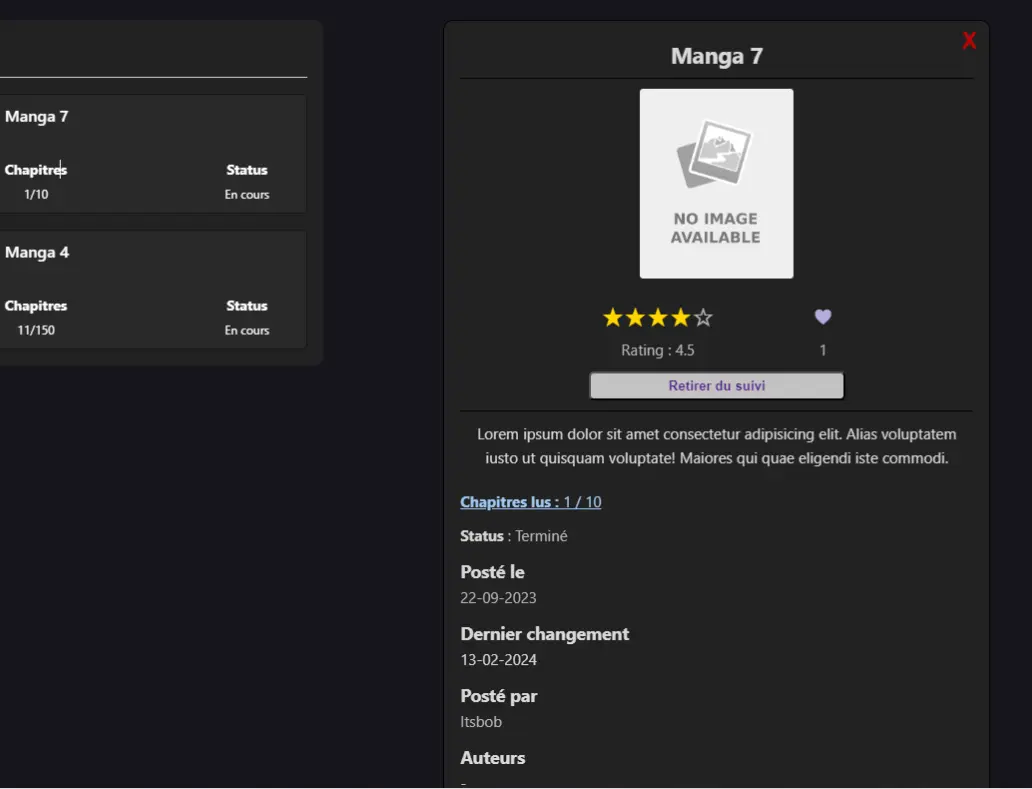 Manga 7
Chapitres Status
1/10 En cours
Manga 4
Chapitres Status
11/150 En cours
X
Manga 7
NO IMAGE
AVAILABLE
Rating : 4.5 1
Retirer du suivi
Lorem ipsum dolor sit amet consectetur adipisicing elit. Alias voluptatem
iusto ut quisquam voluptate! Maiores qui quae eligendi iste commodi.
Chapitres lus : 1 / 10
Status : Terminé
Posté le
22-09-2023
Dernier changement
13-02-2024
Posté par
Itsbob
Auteurs
-